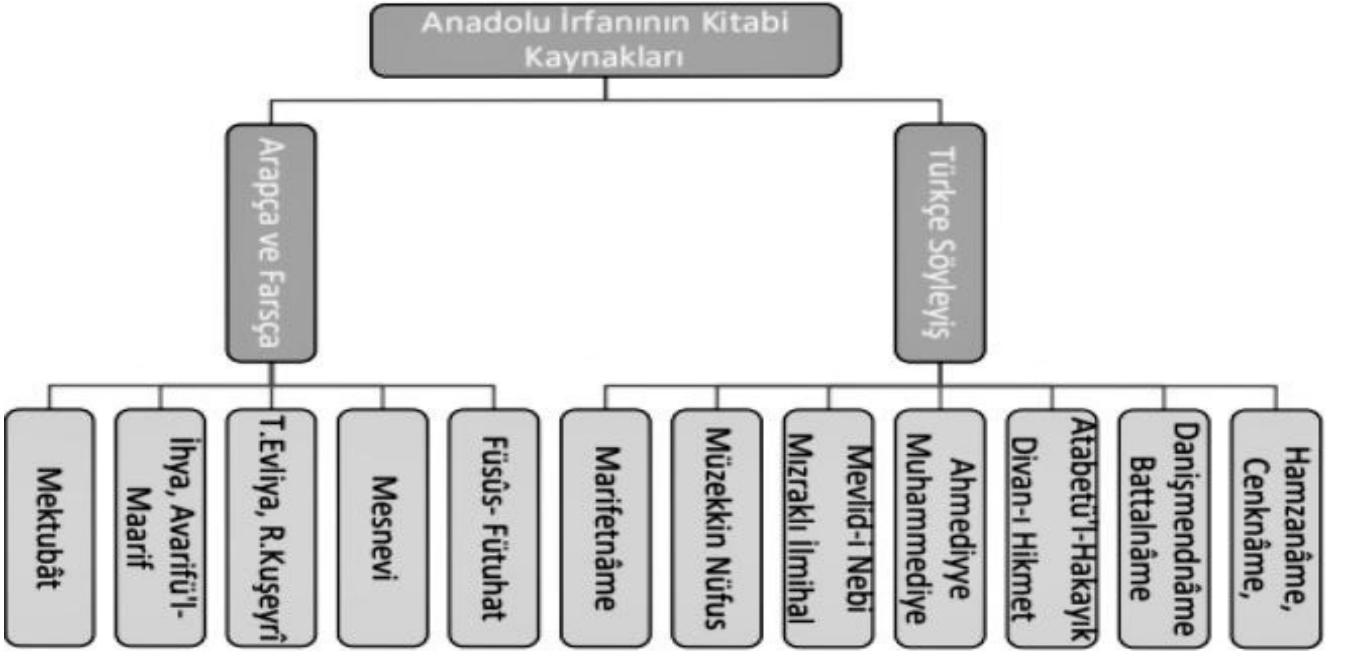 Anadolu İrfanının Kitabi
Kaynakları
Arapça ve Farsça
Türkçe Söyleyiş
Mektubât
İhya, Avarifü'l-
Maarif
T.Evliya, R.Kuşeyrî
Mesnevi
Füsûs- Fütuhat
Marifetnâme
Müzekkin Nüfus
Mevlid-i Nebi
Mızraklı İlmihal
Ahmediyye
Muhammediye
Atabetü'l-Hakayık
Divan-ı Hikmet
Danişmendnâme
Battalnâme
Hamzanâme,
Cenknâme,